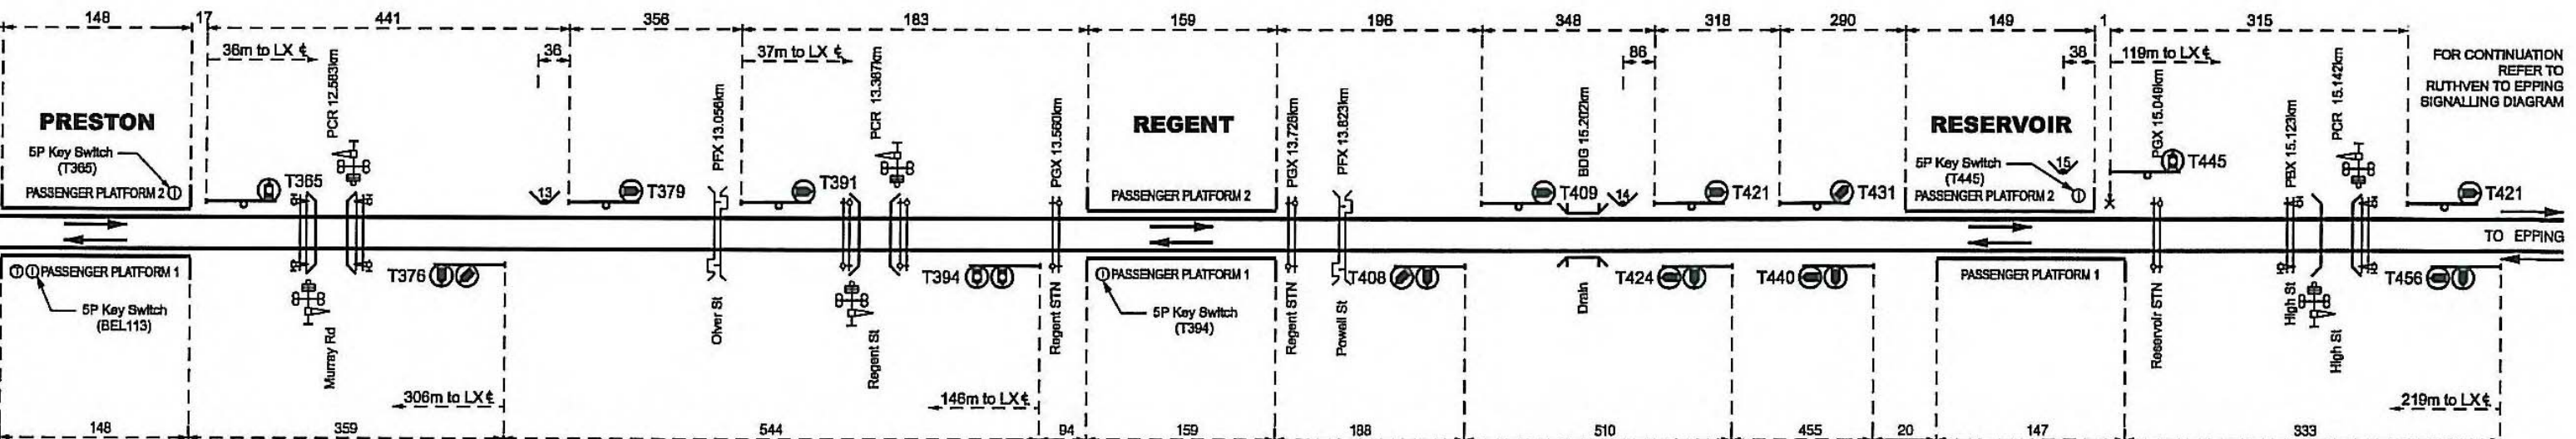 148
17
441
356
183
159
196
348
318
290
149
1
315
36m to LX ℄
36
37m to LX ℄
86
38
119m to LX ℄
FOR CONTINUATION
REFER TO
RUTHVEN TO EPPING
SIGNALLING DIAGRAM
PRESTON
5P Key Switch
(T365)
PASSENGER PLATFORM 2
T365
PCR 12.583km
13
T379
PFX 13.056km
T391
PCR 13.387km
PGX 13.560km
REGENT
PASSENGER PLATFORM 2
PGX 13.726km
PFX 13.823km
T409
BDG 15.202km
14
T421
T431
RESERVOIR
5P Key Switch
(T445)
PASSENGER PLATFORM 2
15
PGX 15.049km
T445
PBX 15.123km
PCR 15.142km
T421
TO EPPING
T PASSENGER PLATFORM 1
5P Key Switch
(BEL113)
Murray Rd
T376
Olver St
Regent St
T394
Regent STN
PASSENGER PLATFORM 1
5P Key Switch
(T394)
Regent STN
Powell St
T408
Drain
T424
T440
PASSENGER PLATFORM 1
Reservoir STN
High St
High St
T456
306m to LX ℄
146m to LX ℄
219m to LX ℄
148
359
544
94
159
188
510
455
20
147
333